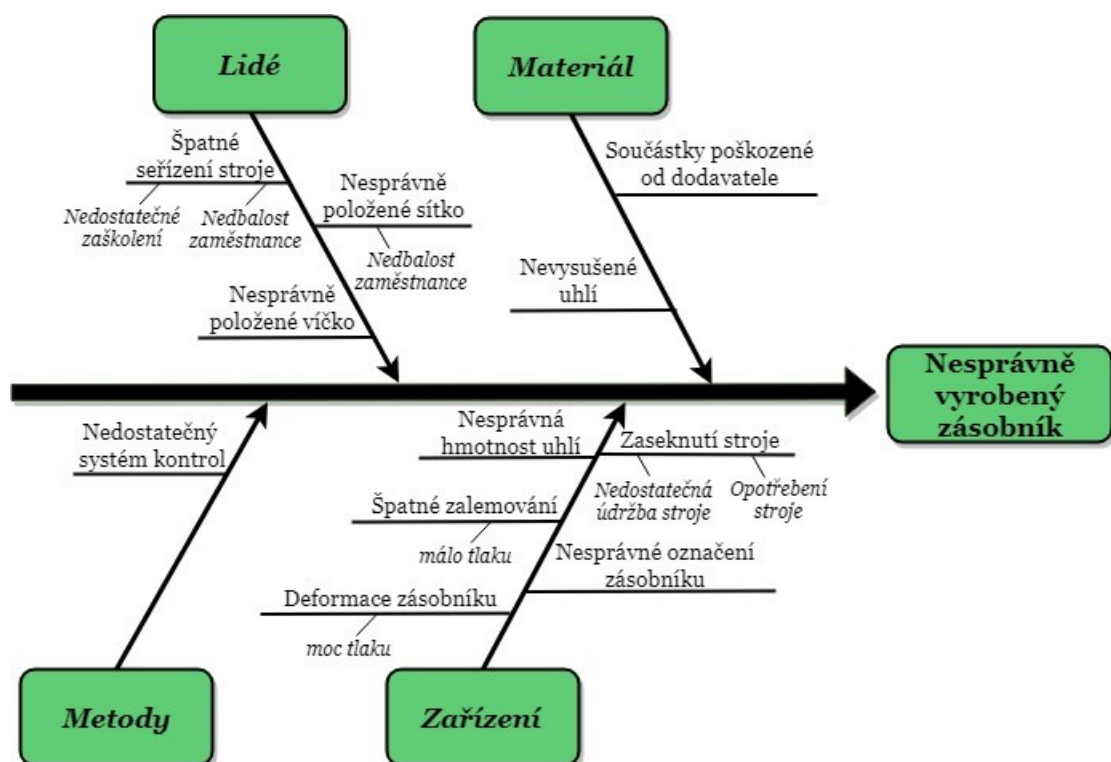 Lidé
Materiál
Špatné
seřízení stroje
Nedostatečné
zaškolení
Nedbalost
zaměstnance
Nesprávně
položené sítko
Nedbalost
zaměstnance
Nesprávně
položené víčko
Součástky poškozené
od dodavatele
Nevysušené
uhlí
Nesprávně
vyrobený
zásobník
Nedostatečný
systém kontrol
Nesprávná
hmotnost uhlí
Zaseknutí stroje
Nedostatečná
údržba stroje
Opotřebení
stroje
Špatné zalemování
málo tlaku
Nesprávné označení
zásobníku
Deformace zásobníku
moc tlaku
Metody
Zařízení